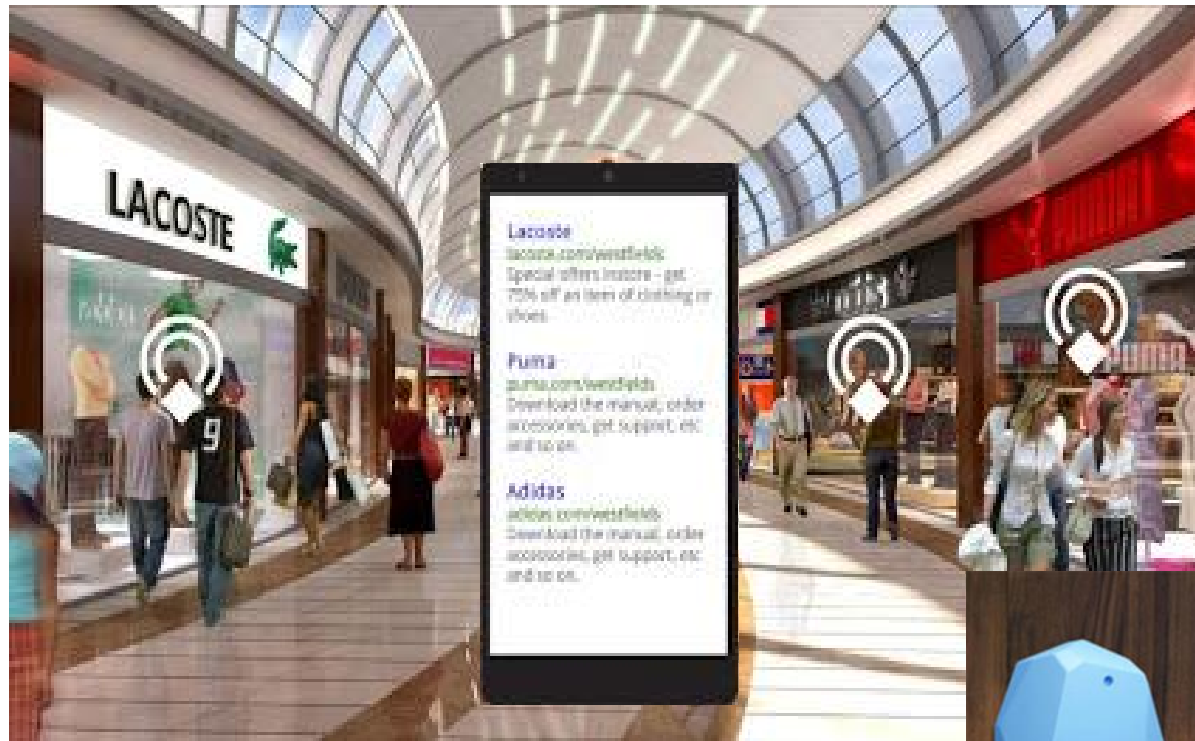 LACOSTE
9
Lacoste
lacoste.com/westfields
Special offers instore - get
75% off an item of clothing or
shoes.
Puma
puma.com/westfields
Download the manual, order
accessories, get support, etc
and so on.
Adidas
adidas.com/westfields
Download the manual, order
accessories, get support, etc
and so on.